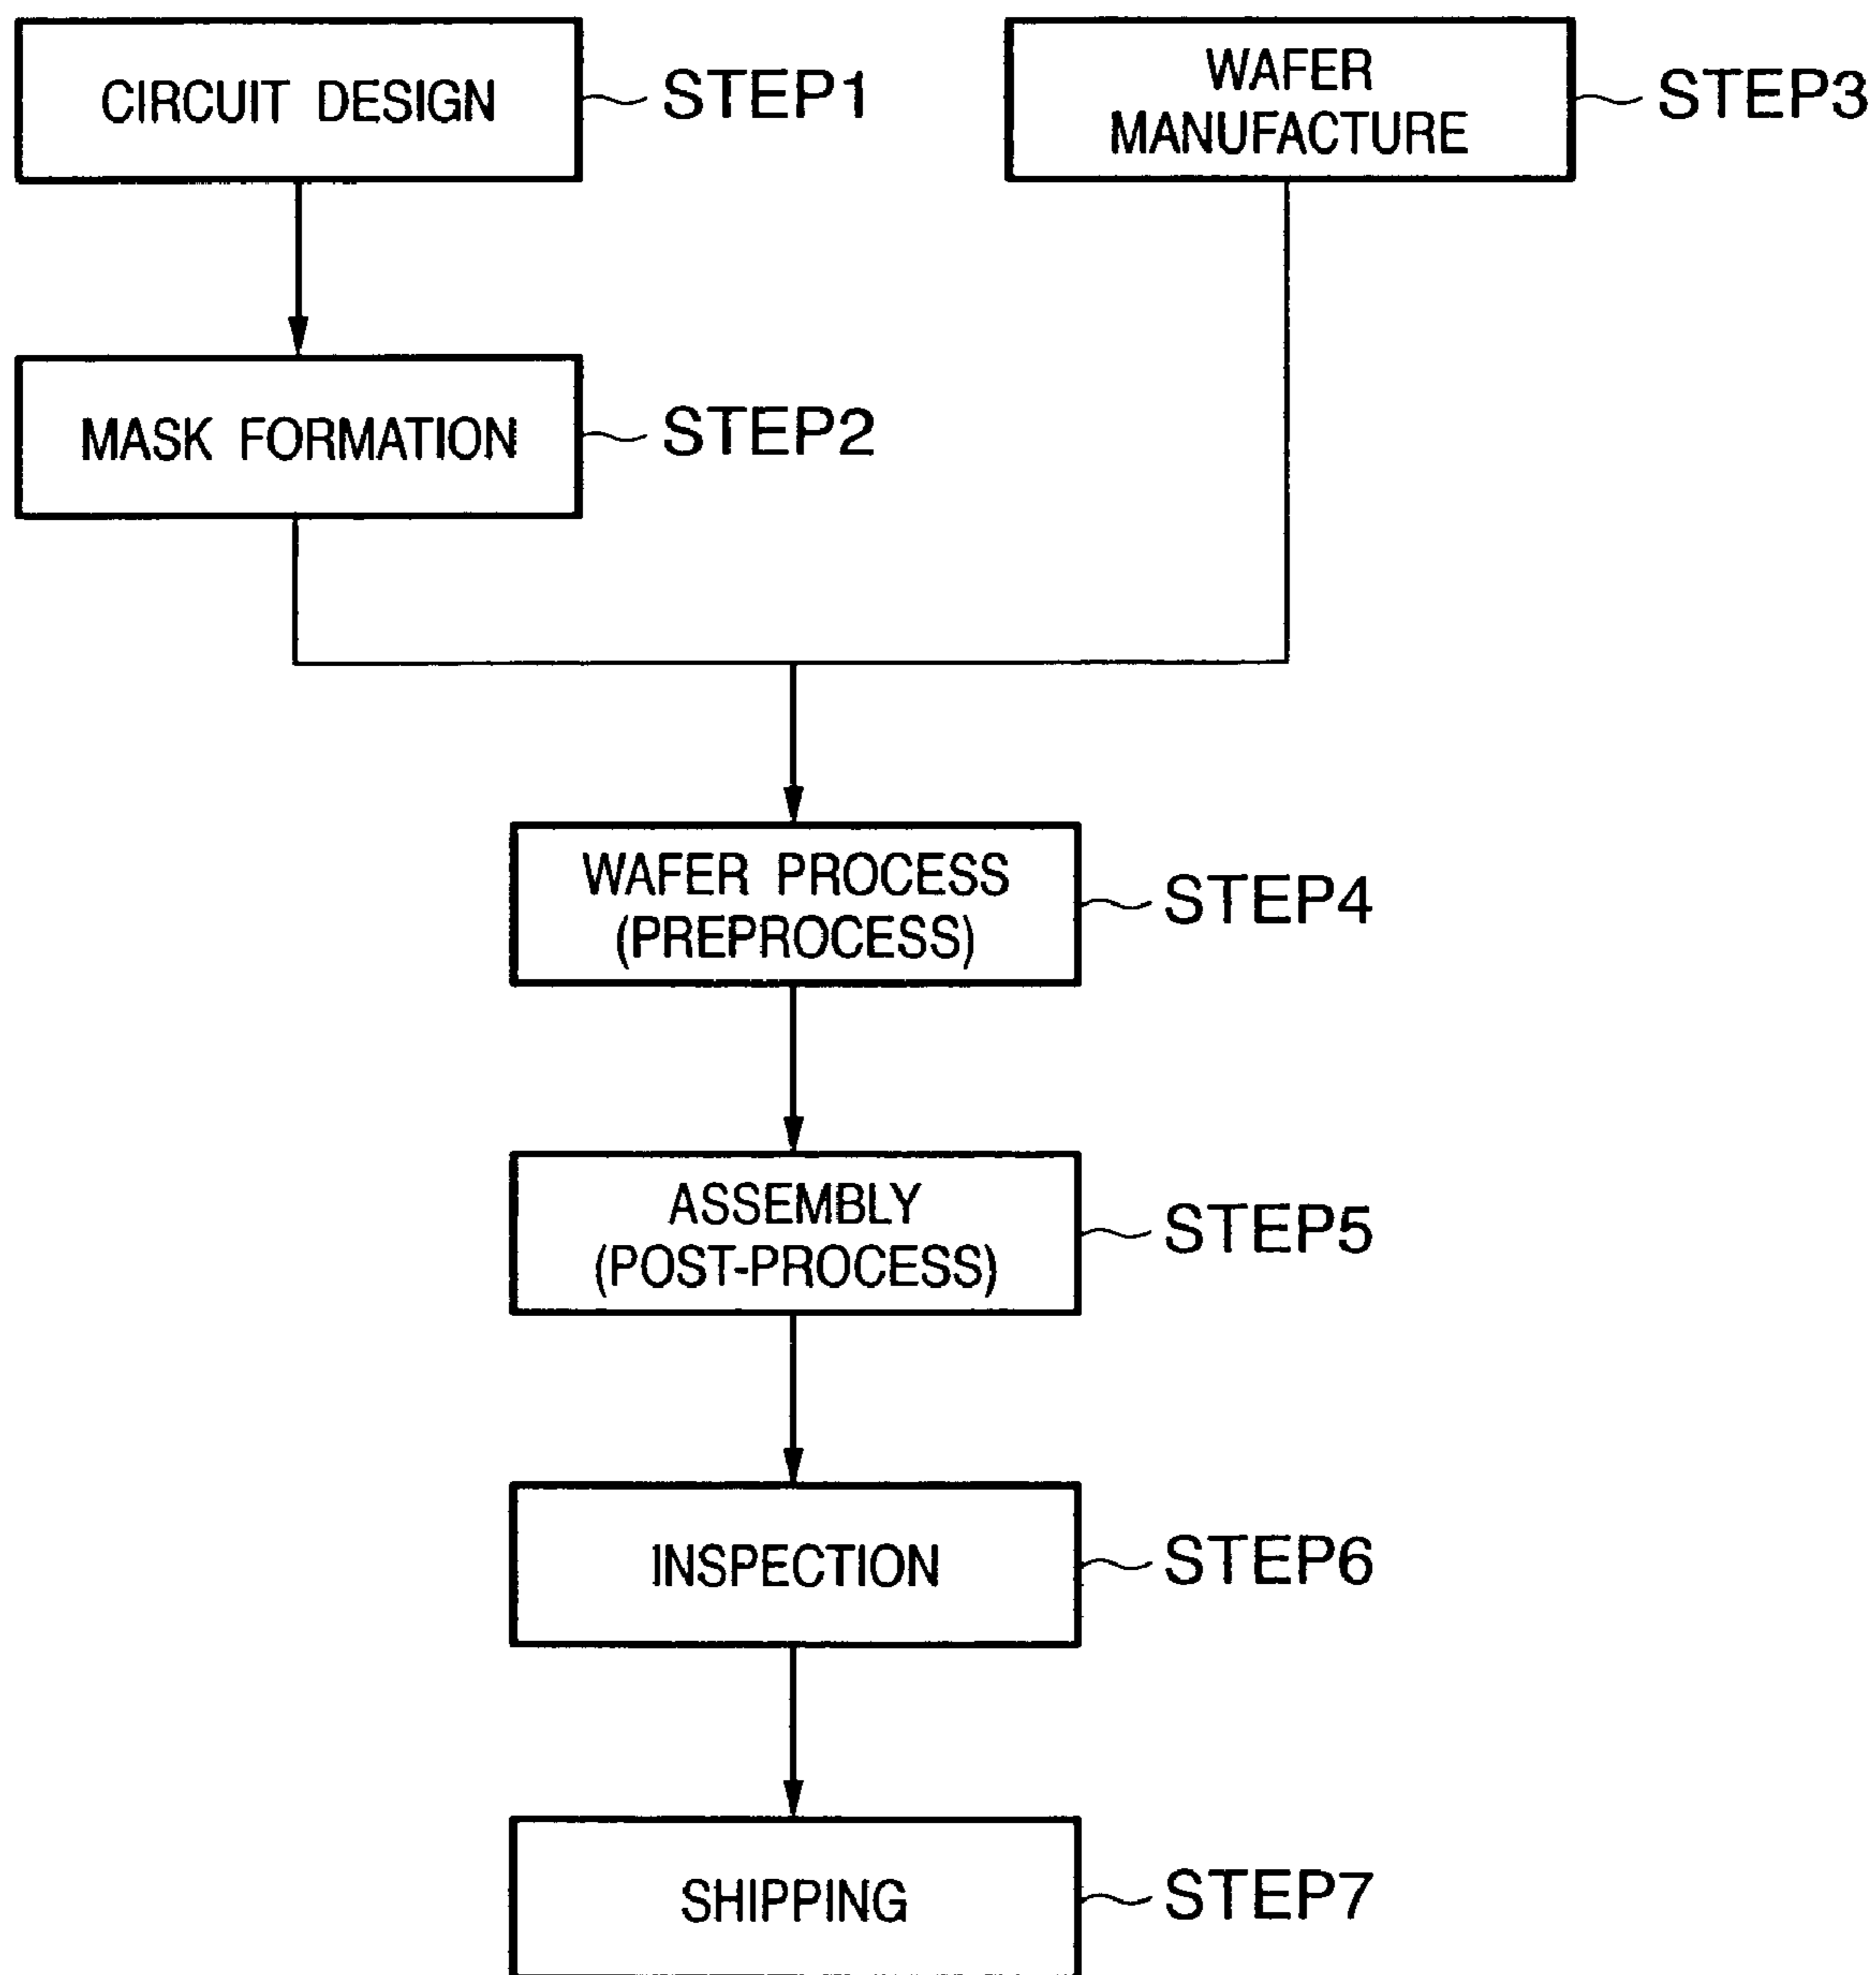 CIRCUIT DESIGN
STEP1
WAFER
MANUFACTURE
STEP3
MASK FORMATION
STEP2
WAFER PROCESS
(PREPROCESS)
STEP4
ASSEMBLY
(POST-PROCESS)
STEP5
INSPECTION
STEP6
SHIPPING
STEP7